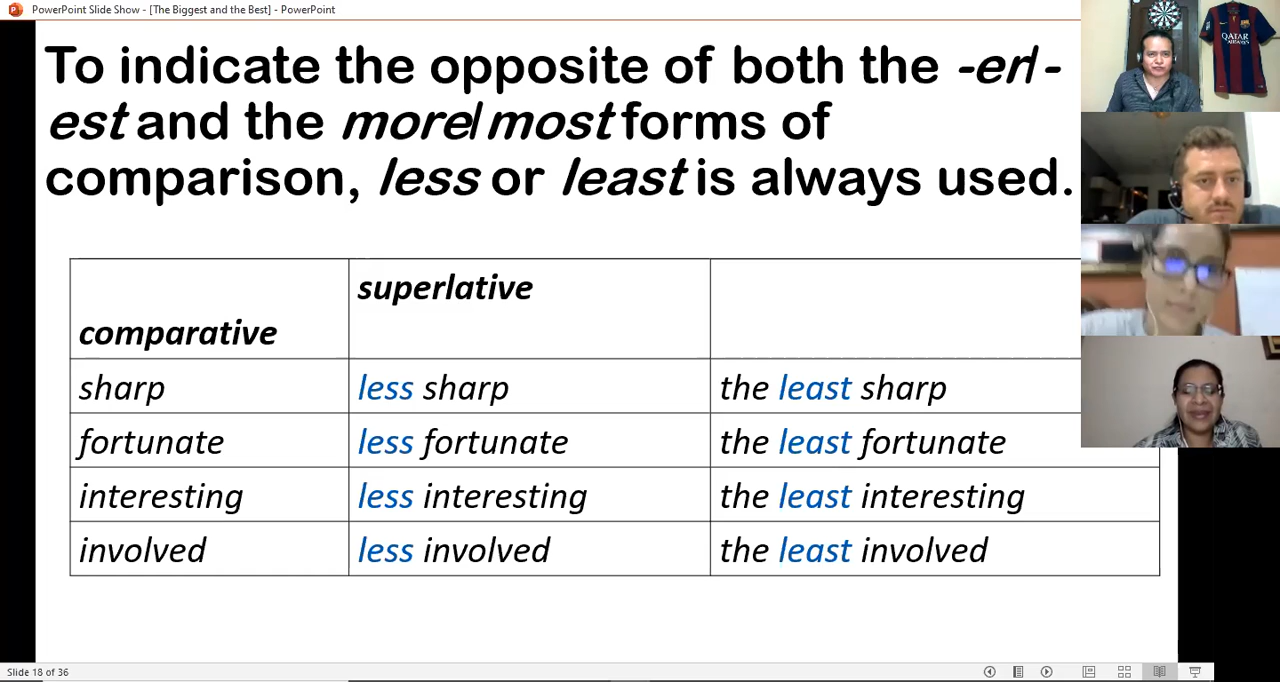 PowerPoint Slide Show - [The Biggest and the Best] - PowerPoint
To indicate the opposite of both the -er/ -
est and the more/ most forms of
comparison, less or least is always used.
comparative superlative
sharp less sharp the least sharp
fortunate less fortunate the least fortunate
interesting less interesting the least interesting
involved less involved the least involved
Slide 18 of 36
QATAR
AIRWAYS